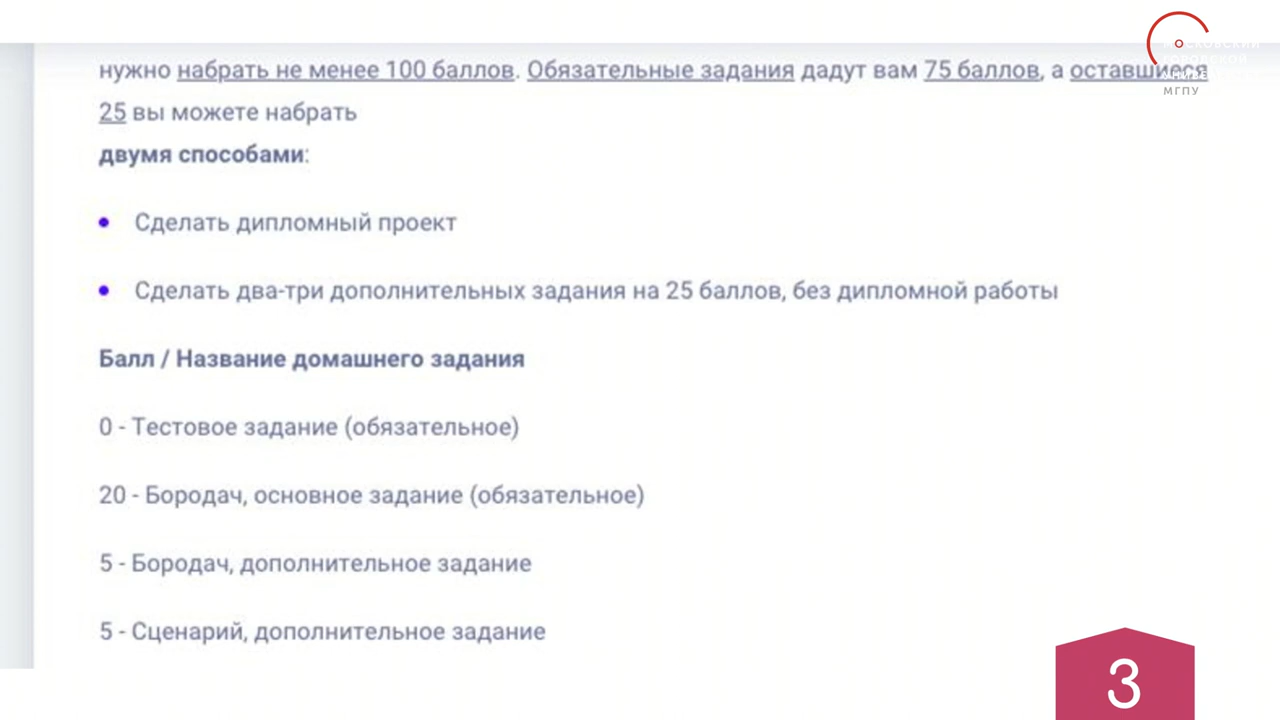 нужно набрать не менее 100 баллов. Обязательные задания дадут вам 75 баллов, а
25 вы можете набрать
двумя способами:
Сделать дипломный проект
Сделать два-три дополнительных задания на 25 баллов, без дипломной работы
Балл / Название домашнего задания
0 - Тестовое задание (обязательное)
20 - Бородач, основное задание (обязательное)
5 - Бородач, дополнительное задание
5 - Сценарий, дополнительное задание
МГПУ
3